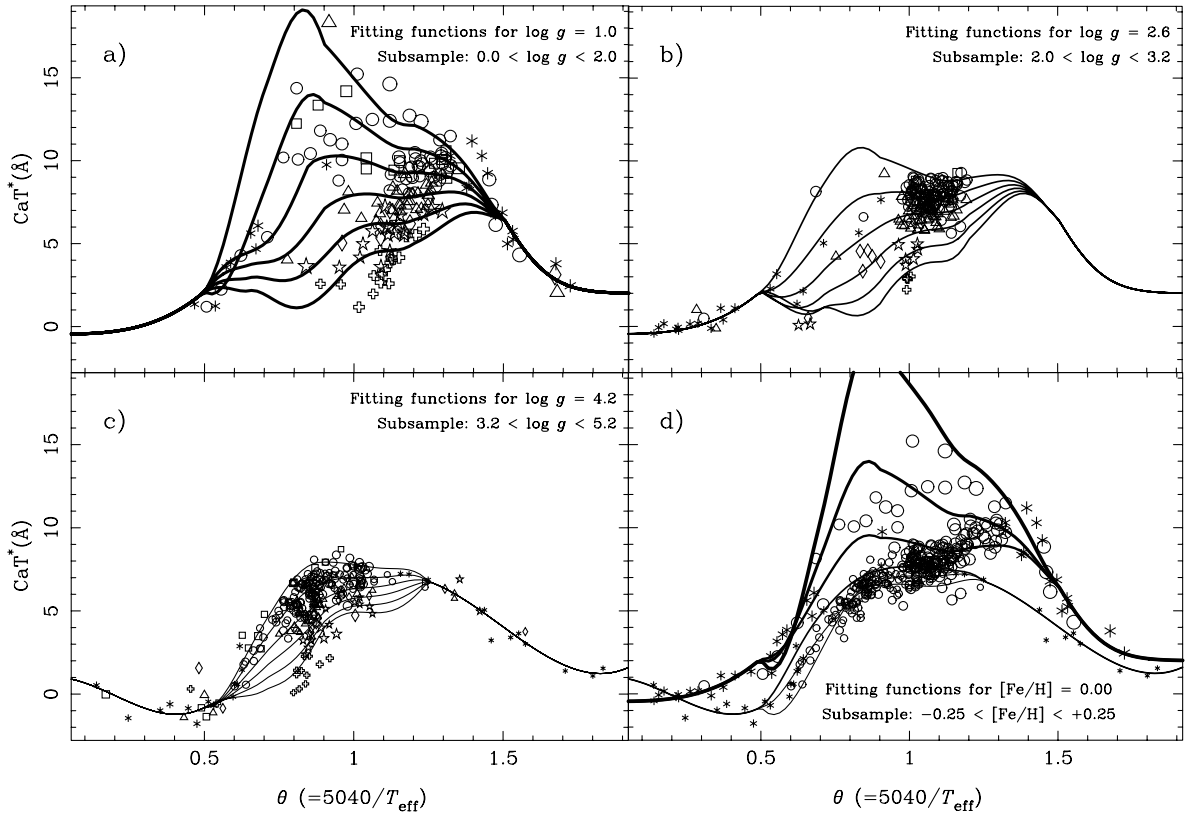 a)
Fitting functions for log g = 1.0
Subsample: 0.0 < log g < 2.0
b)
Fitting functions for log g = 2.6
Subsample: 2.0 < log g < 3.2
15
10
5
0
CaT*(Å)
c)
Fitting functions for log g = 4.2
Subsample: 3.2 < log g < 5.2
d)
Fitting functions for [Fe/H] = 0.00
Subsample: −0.25 < [Fe/H] < +0.25
15
10
5
0
CaT*(Å)
0.5 1 1.5 0.5 1 1.5
θ (=5040/Teff) θ (=5040/Teff)